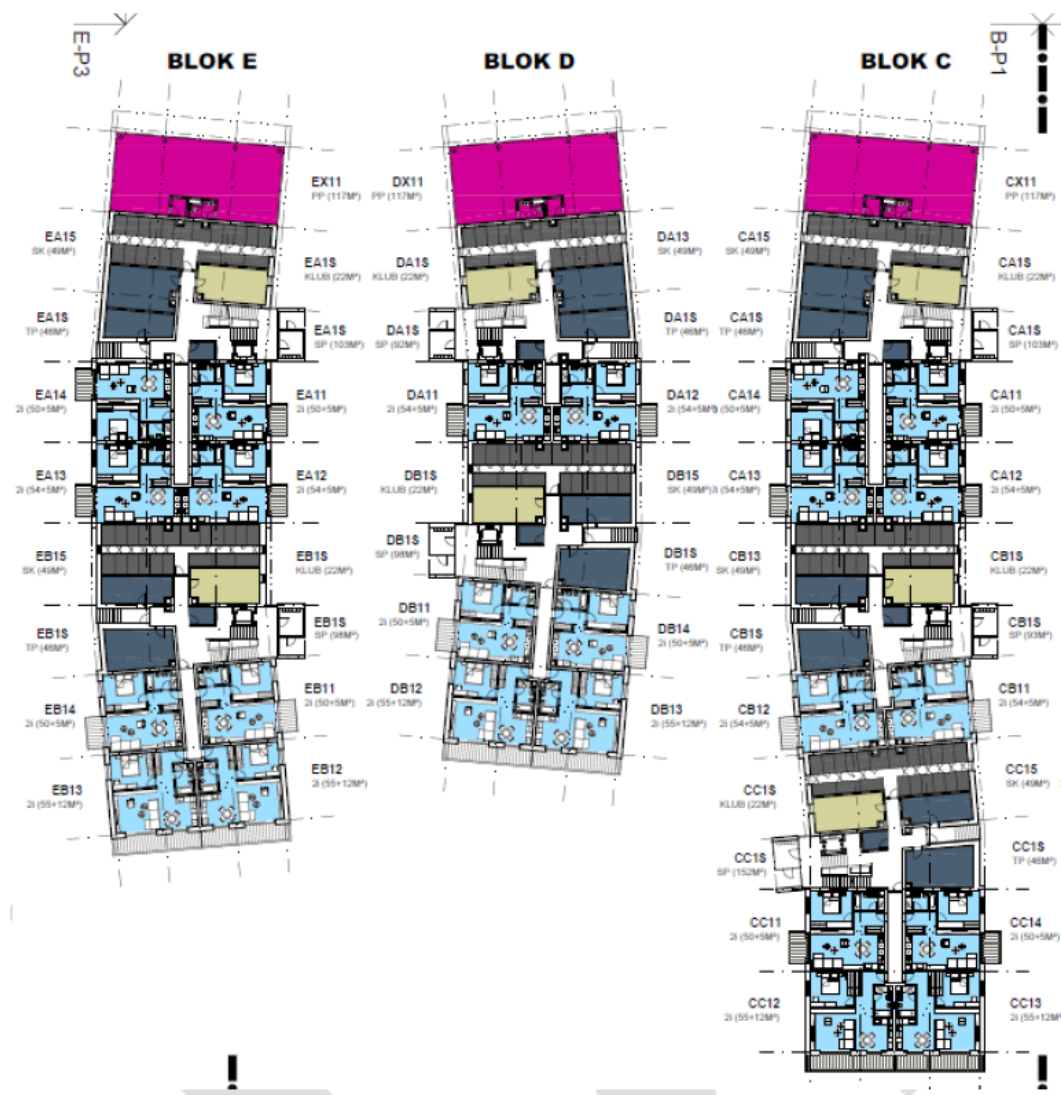 E-P3
BLOK E
BLOK D
BLOK C
B-P1
EX11
PP (117M²)
DX11
PP (117M²)
CX11
PP (117M²)
EA15
SK (49M²)
EA1S
KLUB (22M²)
DA1S
KLUB (22M²)
DA13
SK (49M²)
CA15
SK (49M²)
CA1S
KLUB (22M²)
EA1S
TP (46M²)
EA1S
SP (103M²)
DA1S
SP (92M²)
DA1S
TP (46M²)
CA1S
TP (46M²)
CA1S
SP (103M²)
EA14
2i (50+5M²)
EA11
2i (50+5M²)
DA11
2i (54+5M²)
DA12
2i (54+5M²)
CA14
2i (50+5M²)
CA11
2i (50+5M²)
EA13
2i (54+5M²)
EA12
2i (54+5M²)
DB1S
KLUB (22M²)
DB15
SK (49M²)
CA13
2i (54+5M²)
CA12
2i (54+5M²)
EB15
SK (49M²)
EB1S
KLUB (22M²)
DB1S
SP (98M²)
DB1S
TP (46M²)
CB13
SK (49M²)
CB1S
KLUB (22M²)
EB1S
TP (46M²)
EB1S
SP (98M²)
DB11
2i (50+5M²)
DB14
2i (50+5M²)
CB1S
TP (46M²)
CB1S
SP (93M²)
EB14
2i (50+5M²)
EB11
2i (50+5M²)
DB12
2i (55+12M²)
DB13
2i (55+12M²)
CB12
2i (54+5M²)
CB11
2i (54+5M²)
EB13
2i (55+12M²)
EB12
2i (55+12M²)
CC1S
KLUB (22M²)
CC15
SK (49M²)
CC1S
SP (152M²)
CC1S
TP (46M²)
CC11
2i (50+5M²)
CC14
2i (50+5M²)
CC12
2i (55+12M²)
CC13
2i (55+12M²)